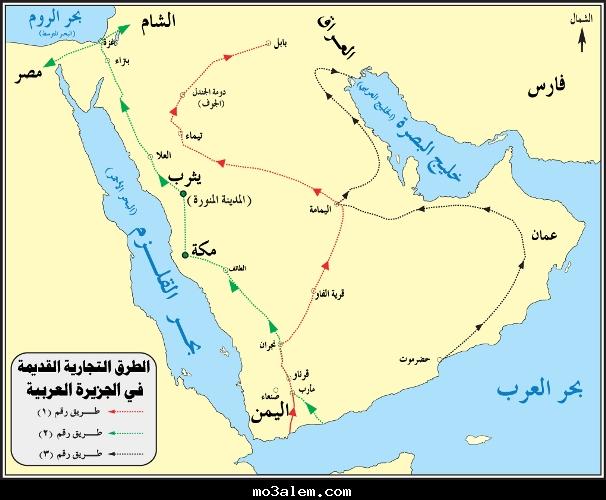 بحر الروم
(البحر المتوسط)
الشام
العراق
الشمال
غزة
بتراء
مصر
بابل
دومة الجندل
(الجوف)
تيماء
فارس
خليج البصرة
(الخليج العربي)
العلا
يثرب
(المدينة المنورة)
اليمامة
عمان
بحر القلزم
(البحر الأحمر)
مكة
الطائف
قرية الفاو
نجران
حضرموت
قرناو
مأرب
صنعاء
اليمن
بحر العرب
الطرق التجارية القديمة
في الجزيرة العربية
طريق رقم (١)
طريق رقم (٢)
طريق رقم (٣)
mo3alem.com